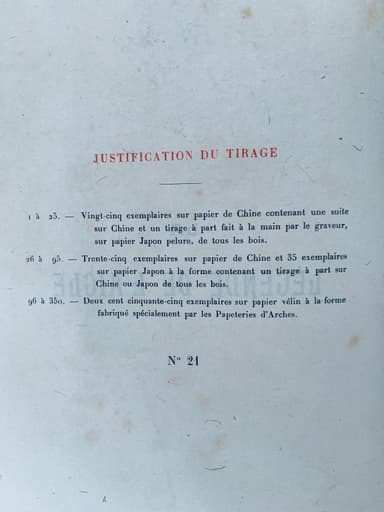 JUSTIFICATION DU TIRAGE
1 à 25. — Vingt-cinq exemplaires sur papier de Chine contenant une suite
sur Chine et un tirage à part fait à la main par le graveur,
sur papier Japon pelure, de tous les bois.
26 à 95. — Trente-cinq exemplaires sur papier de Chine et 35 exemplaires
sur papier Japon à la forme contenant un tirage à part sur
Chine ou Japon de tous les bois.
96 à 350. — Deux cent cinquante-cinq exemplaires sur papier vélin à la forme
fabriqué spécialement par les Papeteries d'Arches.
N° 21